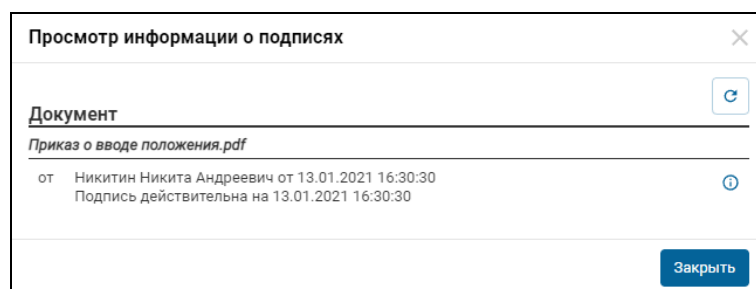 Просмотр информации о подписях
Документ
Приказ о вводе положения.pdf
от Никитин Никита Андреевич от 13.01.2021 16:30:30
Подпись действительна на 13.01.2021 16:30:30
Закрыть